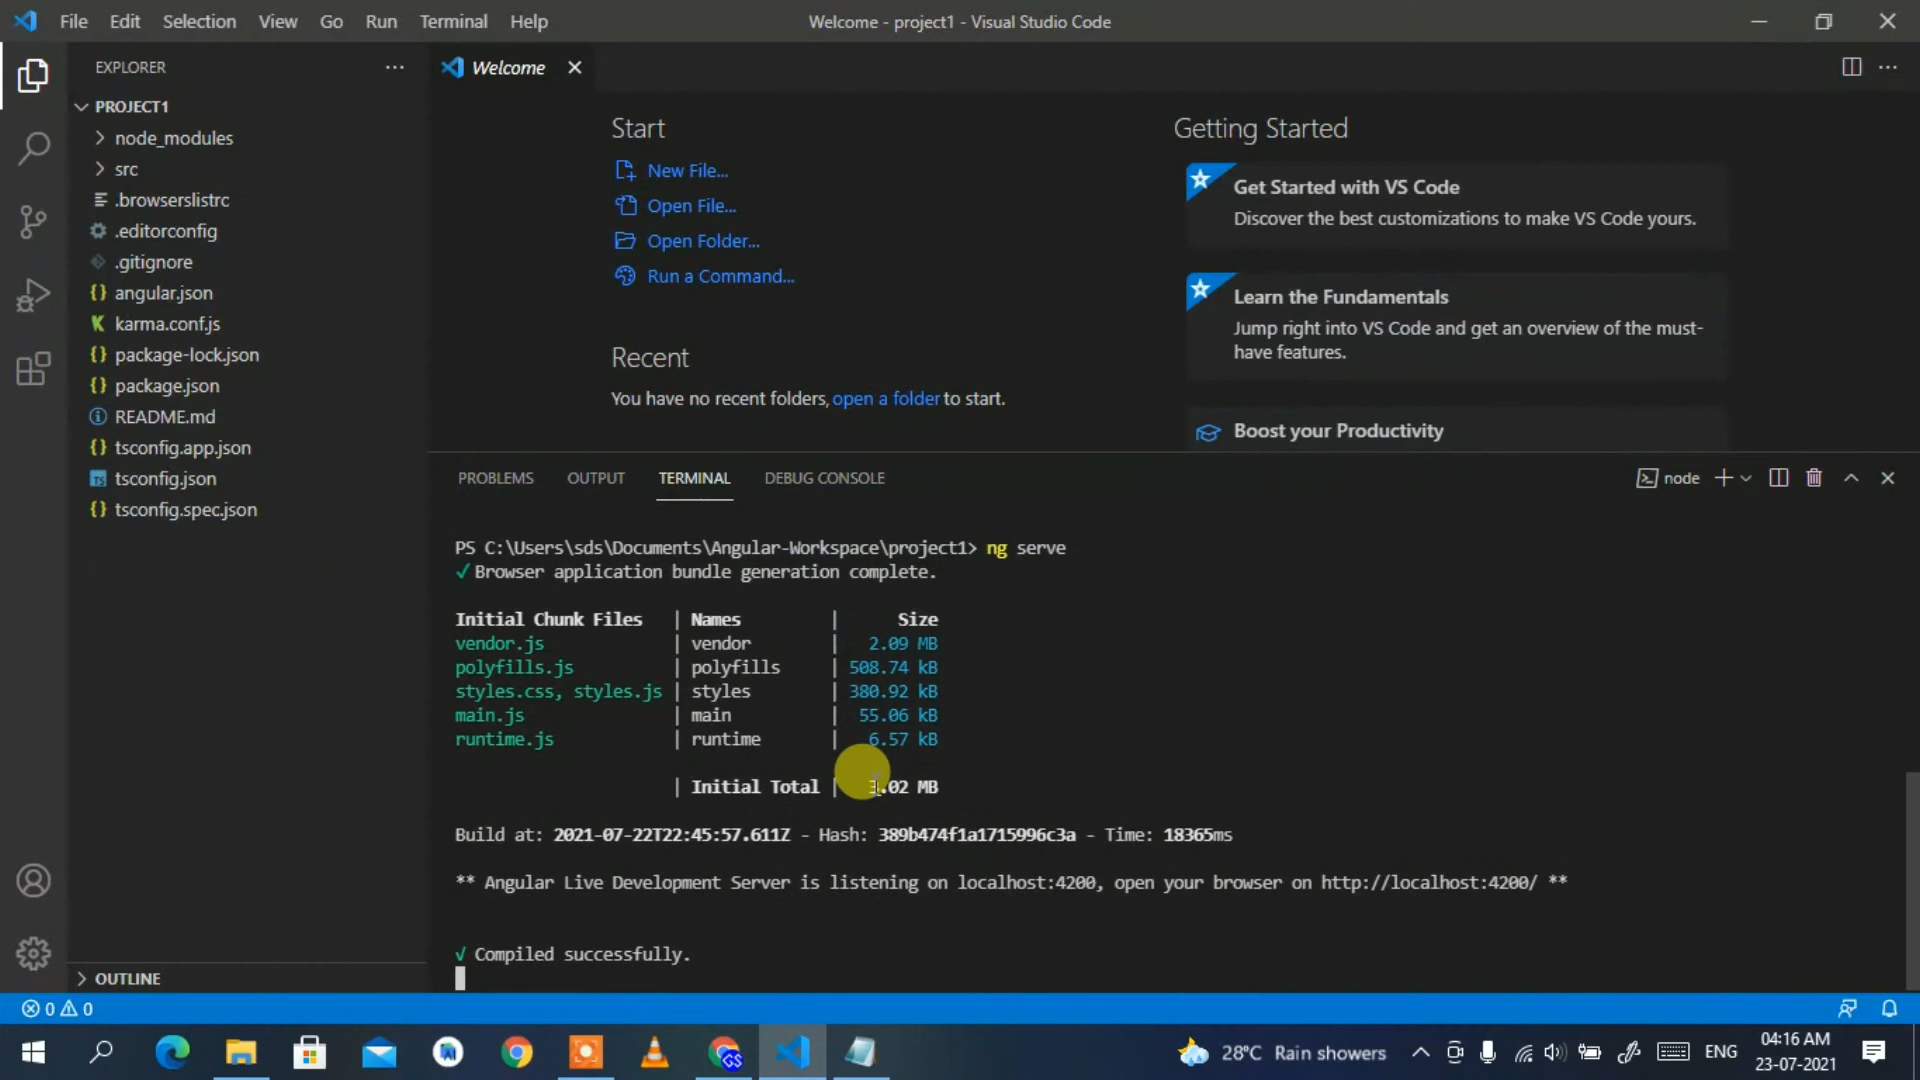 File Edit Selection View Go Run Terminal Help
Welcome - project1 - Visual Studio Code
EXPLORER
PROJECT1
node_modules
src
.browserslistrc
.editorconfig
.gitignore
angular.json
karma.conf.js
package-lock.json
package.json
README.md
tsconfig.app.json
tsconfig.json
tsconfig.spec.json
OUTLINE
Welcome
Start
New File...
Open File...
Open Folder...
Run a Command...
Recent
You have no recent folders, open a folder to start.
Getting Started
Get Started with VS Code
Discover the best customizations to make VS Code yours.
Learn the Fundamentals
Jump right into VS Code and get an overview of the must-
have features.
Boost your Productivity
PROBLEMS OUTPUT TERMINAL DEBUG CONSOLE
node
PS C:\Users\sds\Documents\Angular-Workspace\project1> ng serve
√ Browser application bundle generation complete.
Initial Chunk Files | Names | Size
vendor.js | vendor | 2.09 MB
polyfills.js | polyfills | 508.74 kB
styles.css, styles.js | styles | 380.92 kB
main.js | main | 55.06 kB
runtime.js | runtime | 6.57 kB
| Initial Total | 3.02 MB
Build at: 2021-07-22T22:45:57.611Z - Hash: 389b474f1a1715996c3a - Time: 18365ms
** Angular Live Development Server is listening on localhost:4200, open your browser on http://localhost:4200/ **
√ Compiled successfully.
0 0
GS
28°C Rain showers
ENG
04:16 AM
23-07-2021